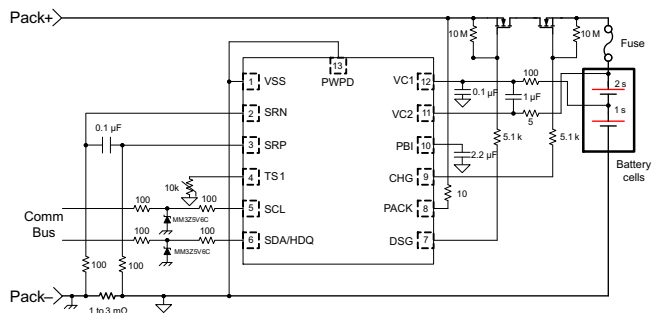 Pack+
10 M
10 M
Fuse
13
PWPD
1 VSS
VC1 12
100
0.1 µF
1 µF
2 s
2 SRN
VC2 11
5
1 s
0.1 µF
3 SRP
PBI 10
5.1 k
5.1 k
2.2 µF
Battery
cells
4 TS1
CHG 9
10k
10
100
100
5 SCL
PACK 8
Comm
Bus
MM3Z5V6C
100
100
6 SDA/HDQ
DSG 7
MM3Z5V6C
100
100
Pack–
1 to 3 mΩ